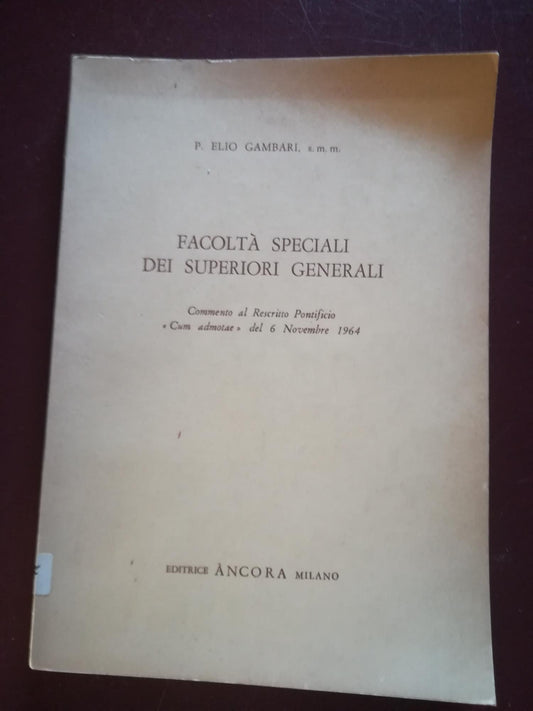 P. ELIO GAMBARI, s. m. m.
FACOLTÀ SPECIALI
DEI SUPERIORI GENERALI
Commento al Rescritto Pontificio
« Cum admotae » del 6 Novembre 1964
EDITRICE ÀNCORA MILANO